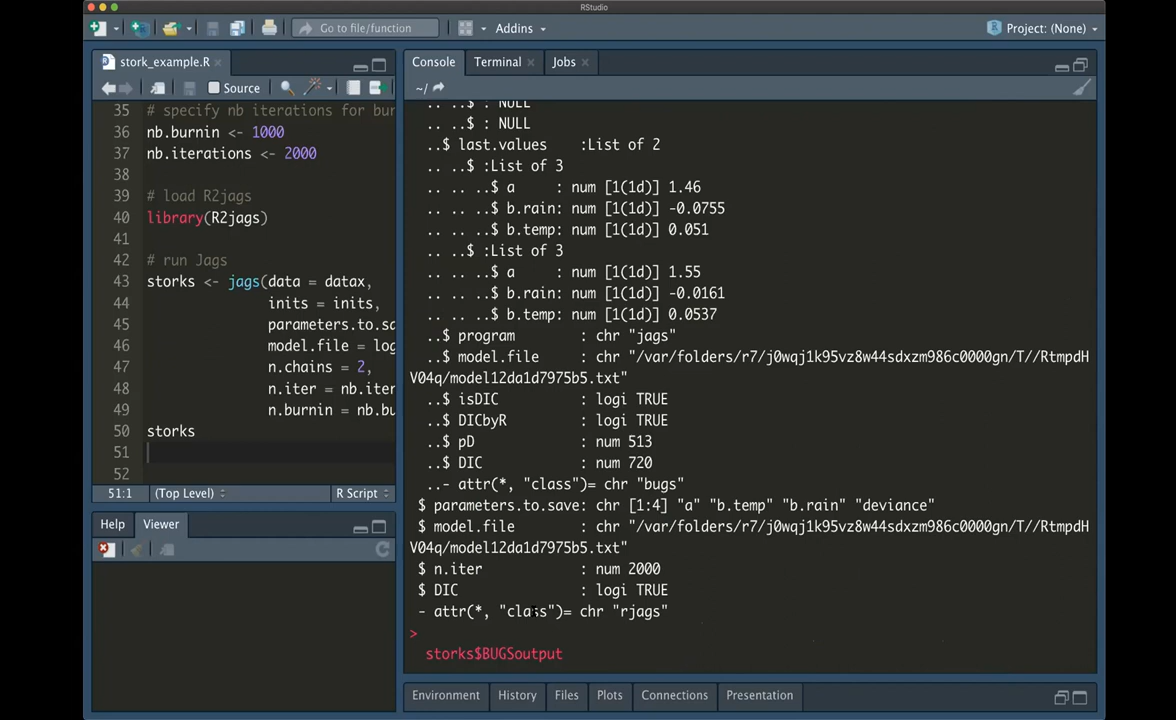 RStudio
Go to file/function
Addins
Project: (None)
stork_example.R
Source
35 # specify nb iterations for bur
36 nb.burnin <- 1000
37 nb.iterations <- 2000
38
39 # load R2jags
40 library(R2jags)
41
42 # run Jags
43 storks <- jags(data = datax,
44 inits = inits,
45 parameters.to.sa
46 model.file = log
47 n.chains = 2,
48 n.iter = nb.iter
49 n.burnin = nb.bu
50 storks
51
52
51:1 (Top Level) R Script
Help Viewer
Console Terminal Jobs
~/
.. ..$ : NULL
.. ..$ : NULL
..$ last.values :List of 2
.. ..$ :List of 3
.. .. ..$ a : num [1(1d)] 1.46
.. .. ..$ b.rain: num [1(1d)] -0.0755
.. .. ..$ b.temp: num [1(1d)] 0.051
.. ..$ :List of 3
.. .. ..$ a : num [1(1d)] 1.55
.. .. ..$ b.rain: num [1(1d)] -0.0161
.. .. ..$ b.temp: num [1(1d)] 0.0537
..$ program : chr "jags"
..$ model.file : chr "/var/folders/r7/j0wqj1k95vz8w44sdxzm986c0000gn/T//RtmpdH
V04q/model12da1d7975b5.txt"
..$ isDIC : logi TRUE
..$ DICbyR : logi TRUE
..$ pD : num 513
..$ DIC : num 720
..- attr(*, "class")= chr "bugs"
$ parameters.to.save: chr [1:4] "a" "b.temp" "b.rain" "deviance"
$ model.file : chr "/var/folders/r7/j0wqj1k95vz8w44sdxzm986c0000gn/T//RtmpdH
V04q/model12da1d7975b5.txt"
$ n.iter : num 2000
$ DIC : logi TRUE
- attr(*, "class")= chr "rjags"
>
storks$BUGSoutput
Environment History Files Plots Connections Presentation